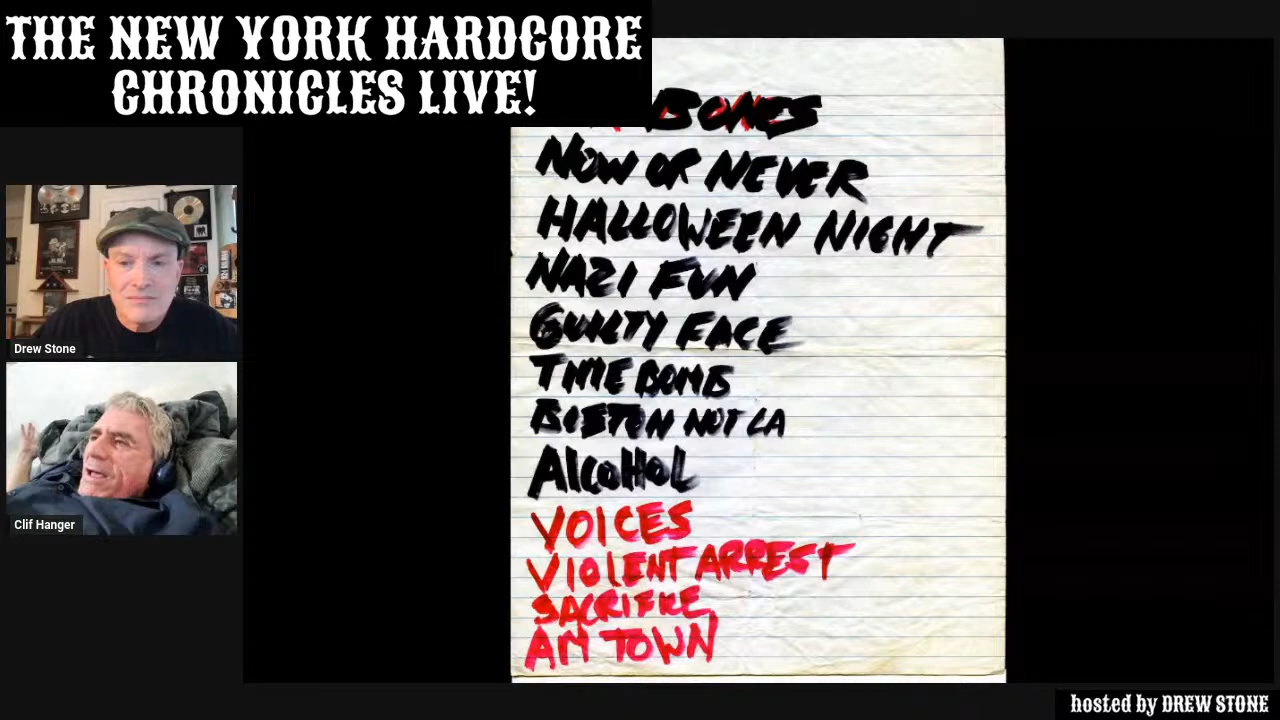 THE NEW YORK HARDCORE
CHRONICLES LIVE!
BONES
NOW OR NEVER
HALLOWEEN NIGHT
NAZI FUN
GUILTY FACE
TIME BOMB
BOSTON NOT LA
AlCOHOL
VOICES
VIOLENT ARREST
SACRIFICE
AM TOWN
Drew Stone
Clif Hanger
hosted by DREW STONE